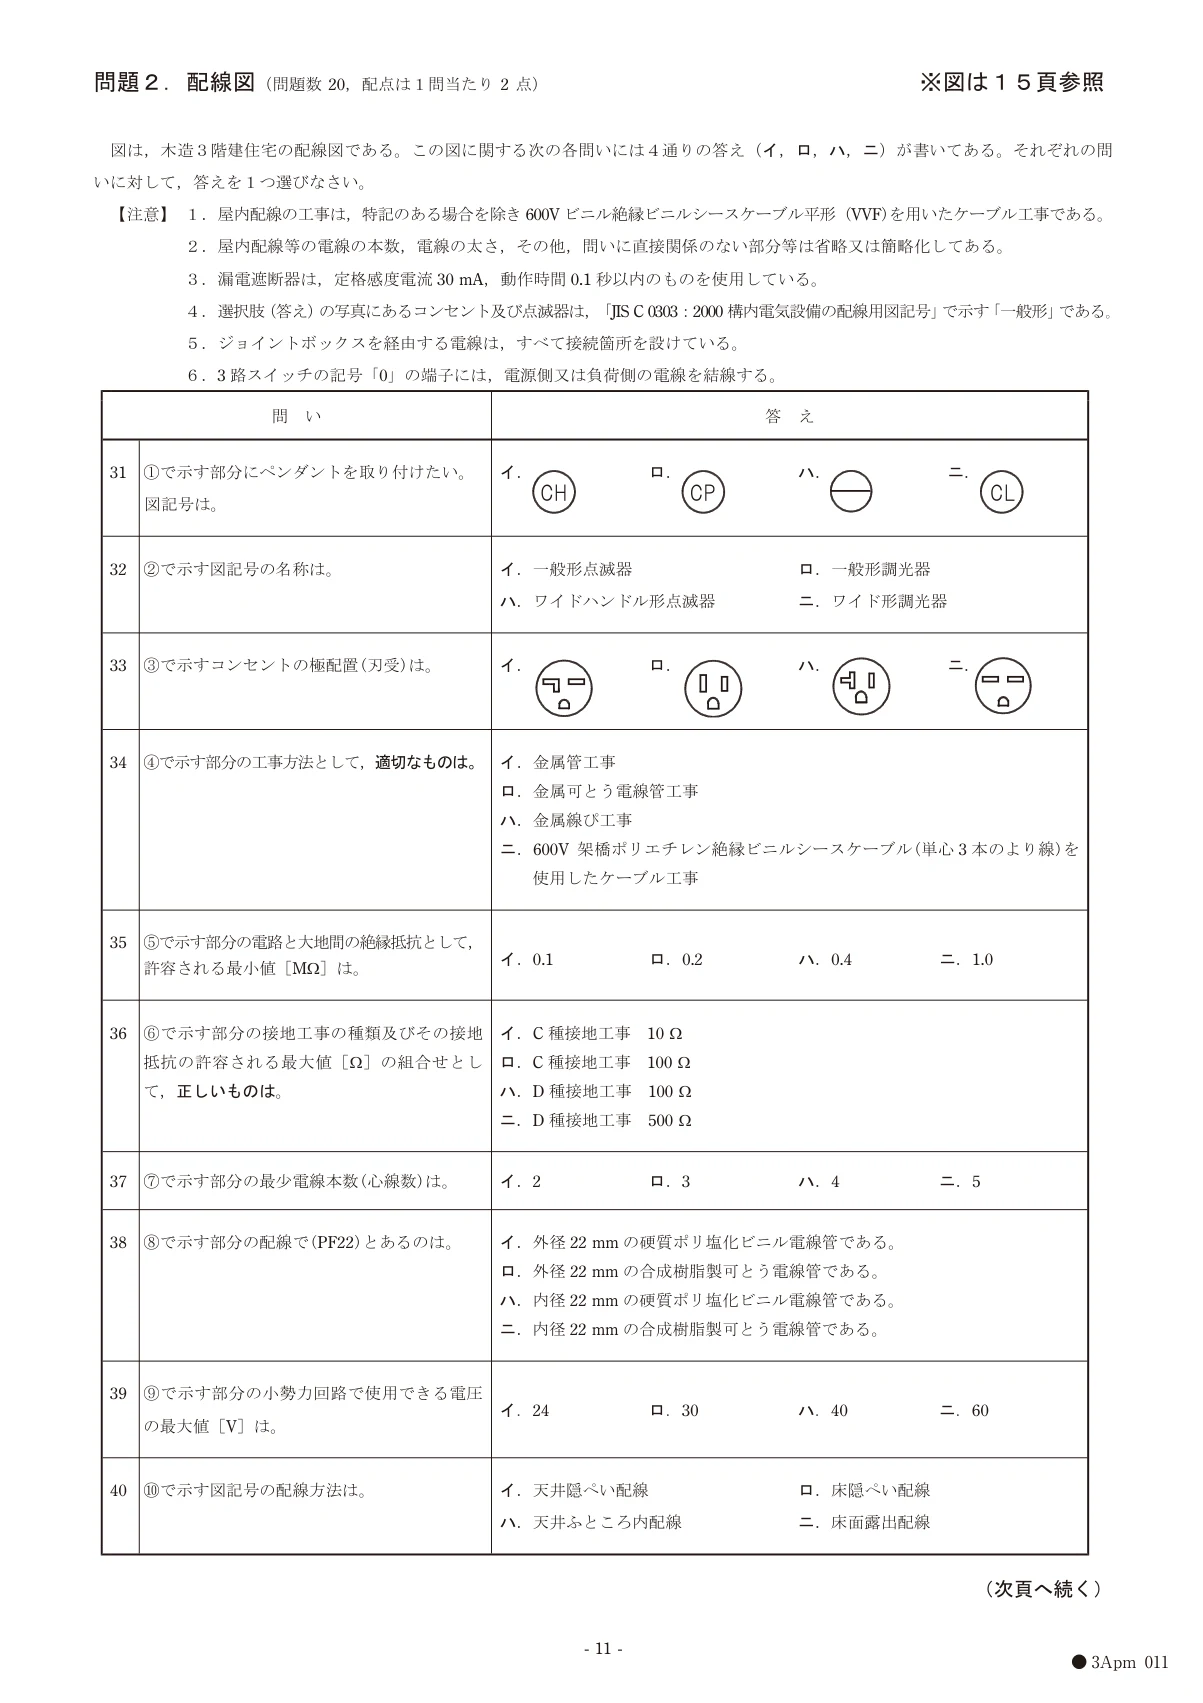 問題２．配線図（問題数 20，配点は１問当たり 2 点） ※図は１５頁参照
図は，木造３階建住宅の配線図である。この図に関する次の各問いには４通りの答え（イ，ロ，ハ，ニ）が書いてある。それぞれの問
いに対して，答えを１つ選びなさい。
【注意】 １．屋内配線の工事は，特記のある場合を除き 600V ビニル絶縁ビニルシースケーブル平形（VVF）を用いたケーブル工事である。
２．屋内配線等の電線の本数，電線の太さ，その他，問いに直接関係のない部分等は省略又は簡略化してある。
３．漏電遮断器は，定格感度電流 30 mA，動作時間 0.1 秒以内のものを使用している。
４．選択肢（答え）の写真にあるコンセント及び点滅器は，「JIS C 0303：2000 構内電気設備の配線用図記号」で示す「一般形」である。
５．ジョイントボックスを経由する電線は，すべて接続箇所を設けている。
６．3 路スイッチの記号「0」の端子には，電源側又は負荷側の電線を結線する。
問 い 答 え
31 ①で示す部分にペンダントを取り付けたい。 イ． CH ロ． CP ハ． ニ． CL
図記号は。
32 ②で示す図記号の名称は。 イ．一般形点滅器 ロ．一般形調光器
ハ．ワイドハンドル形点滅器 ニ．ワイド形調光器
33 ③で示すコンセントの極配置（刃受）は。 イ． ロ． ハ． ニ．
34 ④で示す部分の工事方法として，適切なものは。 イ．金属管工事
ロ．金属可とう電線管工事
ハ．金属線ぴ工事
ニ．600V 架橋ポリエチレン絶縁ビニルシースケーブル（単心 3 本のより線）を
使用したケーブル工事
35 ⑤で示す部分の電路と大地間の絶縁抵抗として，
許容される最小値［MΩ］は。
イ．0.1 ロ．0.2 ハ．0.4 ニ．1.0
36 ⑥で示す部分の接地工事の種類及びその接地 イ．C 種接地工事 10 Ω
抵抗の許容される最大値［Ω］の組合せとし ロ．C 種接地工事 100 Ω
て，正しいものは。 ハ．D 種接地工事 100 Ω
ニ．D 種接地工事 500 Ω
37 ⑦で示す部分の最少電線本数（心線数）は。 イ．2 ロ．3 ハ．4 ニ．5
38 ⑧で示す部分の配線で（PF22）とあるのは。 イ．外径 22 mm の硬質ポリ塩化ビニル電線管である。
ロ．外径 22 mm の合成樹脂製可とう電線管である。
ハ．内径 22 mm の硬質ポリ塩化ビニル電線管である。
ニ．内径 22 mm の合成樹脂製可とう電線管である。
39 ⑨で示す部分の小勢力回路で使用できる電圧
の最大値［V］は。
イ．24 ロ．30 ハ．40 ニ．60
40 ⑩で示す図記号の配線方法は。 イ．天井隠ぺい配線 ロ．床隠ぺい配線
ハ．天井ふところ内配線 ニ．床面露出配線
（次頁へ続く）
- 11 -
●3Apm 011